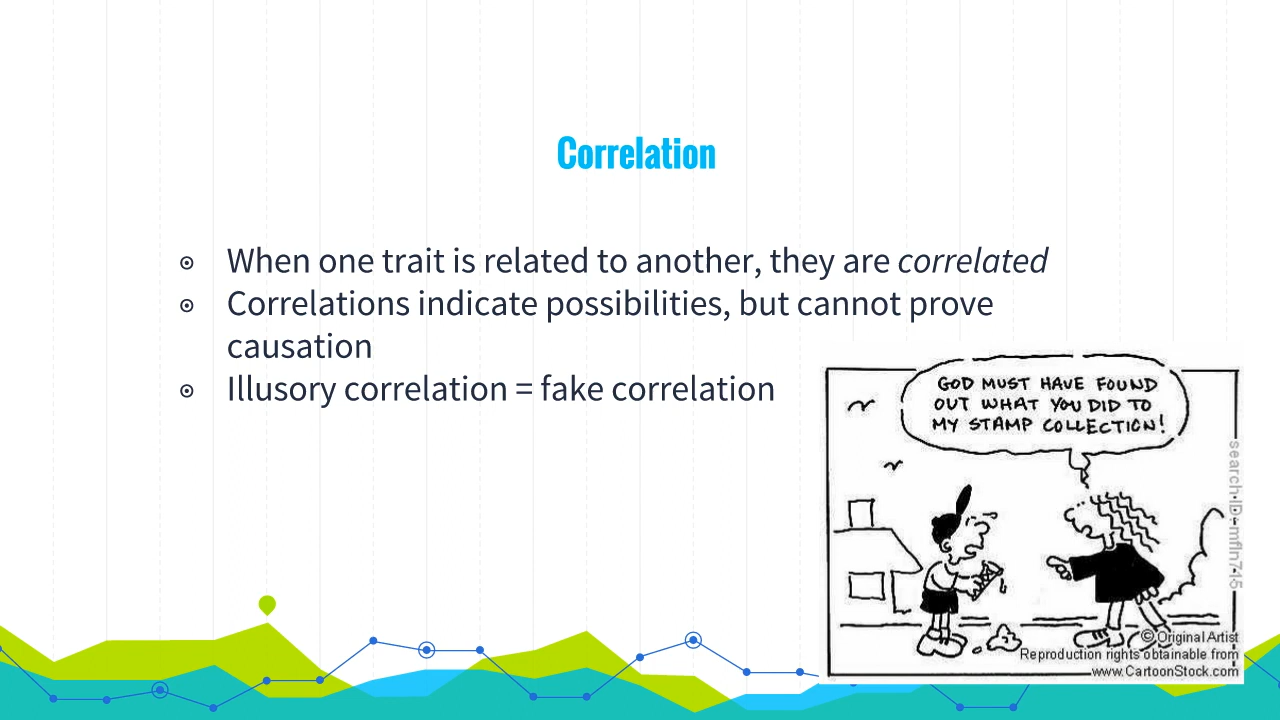 Correlation
When one trait is related to another, they are correlated
Correlations indicate possibilities, but cannot prove
causation
Illusory correlation = fake correlation
GOD MUST HAVE FOUND
OUT WHAT YOU DID TO
MY STAMP COLLECTION!
search ID: mfln745
© Original Artist
Reproduction rights obtainable from
www.CartoonStock.com